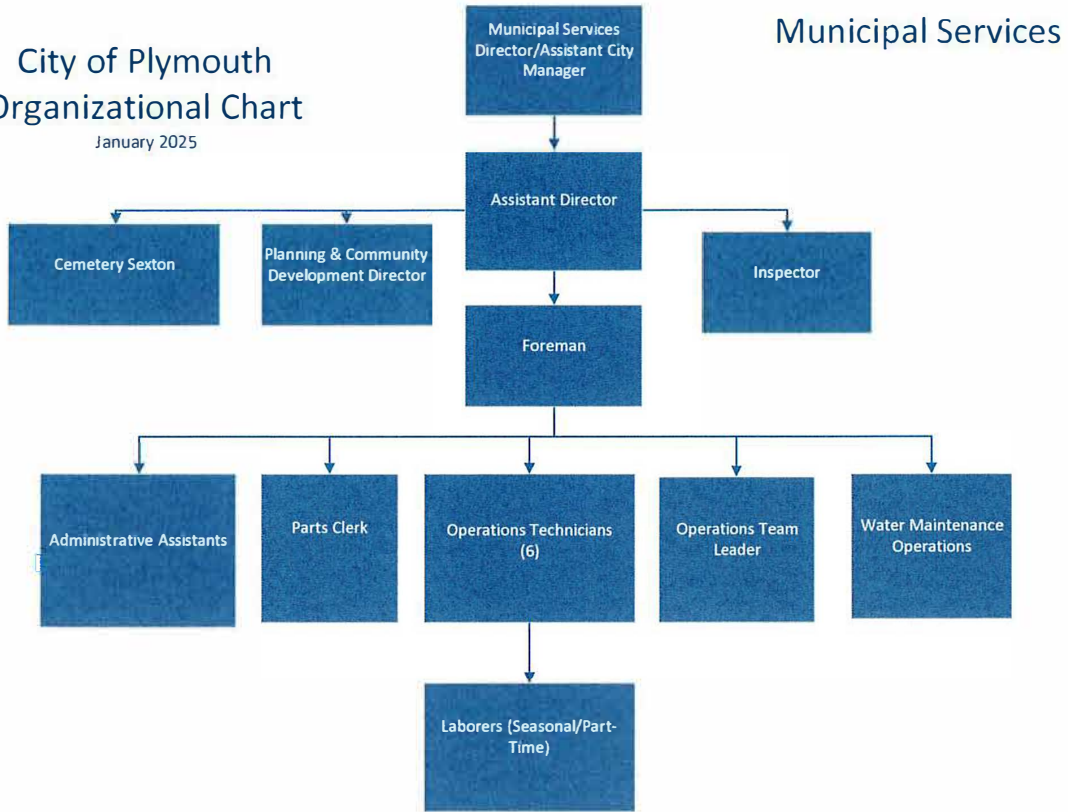 Municipal Services
City of Plymouth
Organizational Chart
January 2025
Municipal Services
Director/Assistant City
Manager
Assistant Director
Cemetery Sexton
Planning & Community
Development Director
Inspector
Foreman
Administrative Assistants
Parts Clerk
Operations Technicians
(6)
Operations Team
Leader
Water Maintenance
Operations
Laborers (Seasonal/Part-
Time)